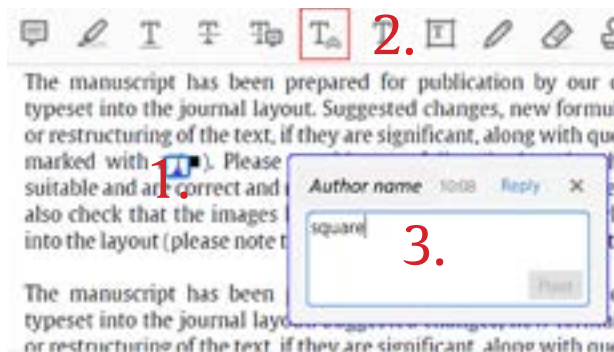 2.
The manuscript has been prepared for publication by our
typeset into the journal layout. Suggested changes, new formu
or restructuring of the text, if they are significant, along with qu
marked with 1. ■). Please
suitable and are correct and
also check that the images
into the layout (please note t
Author name 10:08 Reply ×
square
3.
Post
The manuscript has been
typeset into the journal layo
or restructuring of the text, if they are significant, along with qu